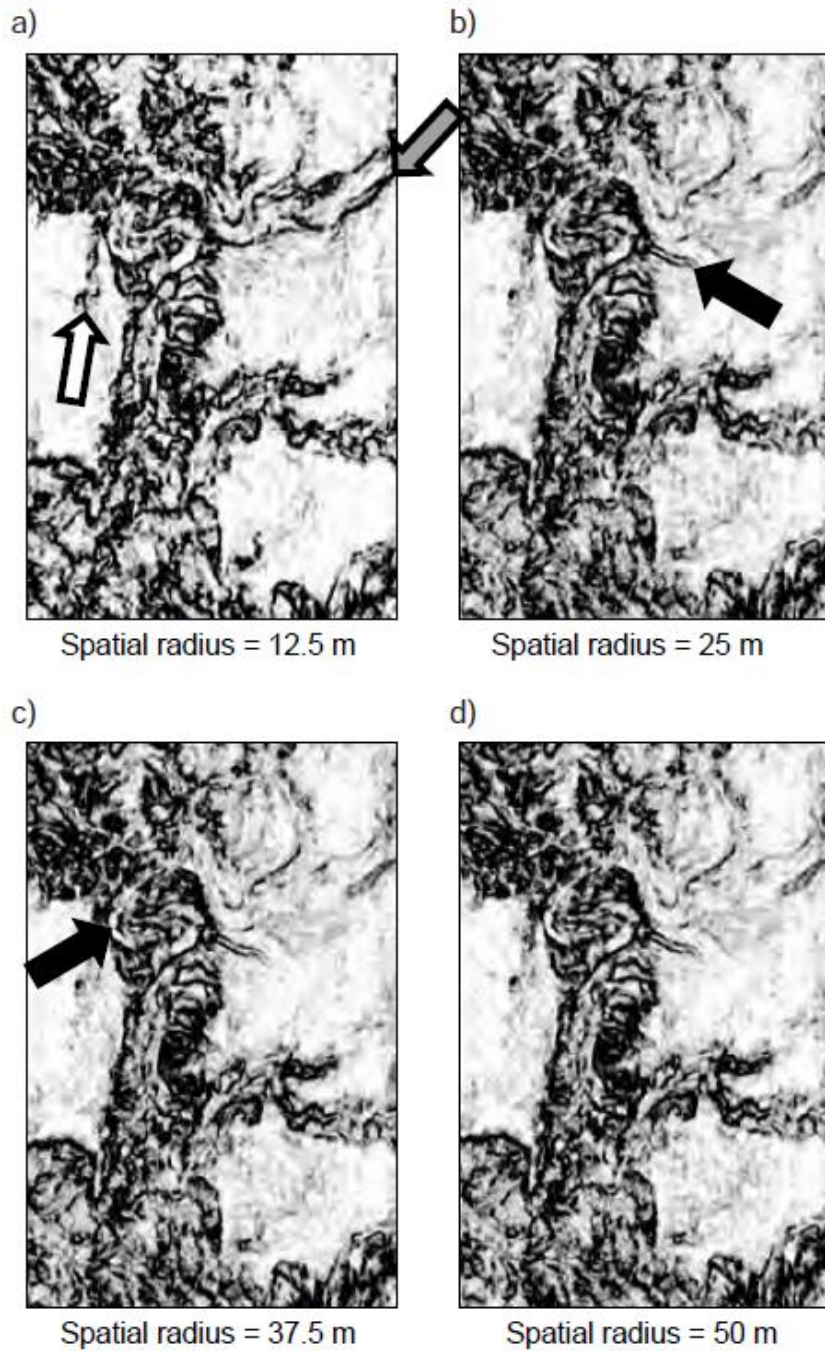 a)
b)
Spatial radius = 12.5 m
Spatial radius = 25 m
c)
d)
Spatial radius = 37.5 m
Spatial radius = 50 m